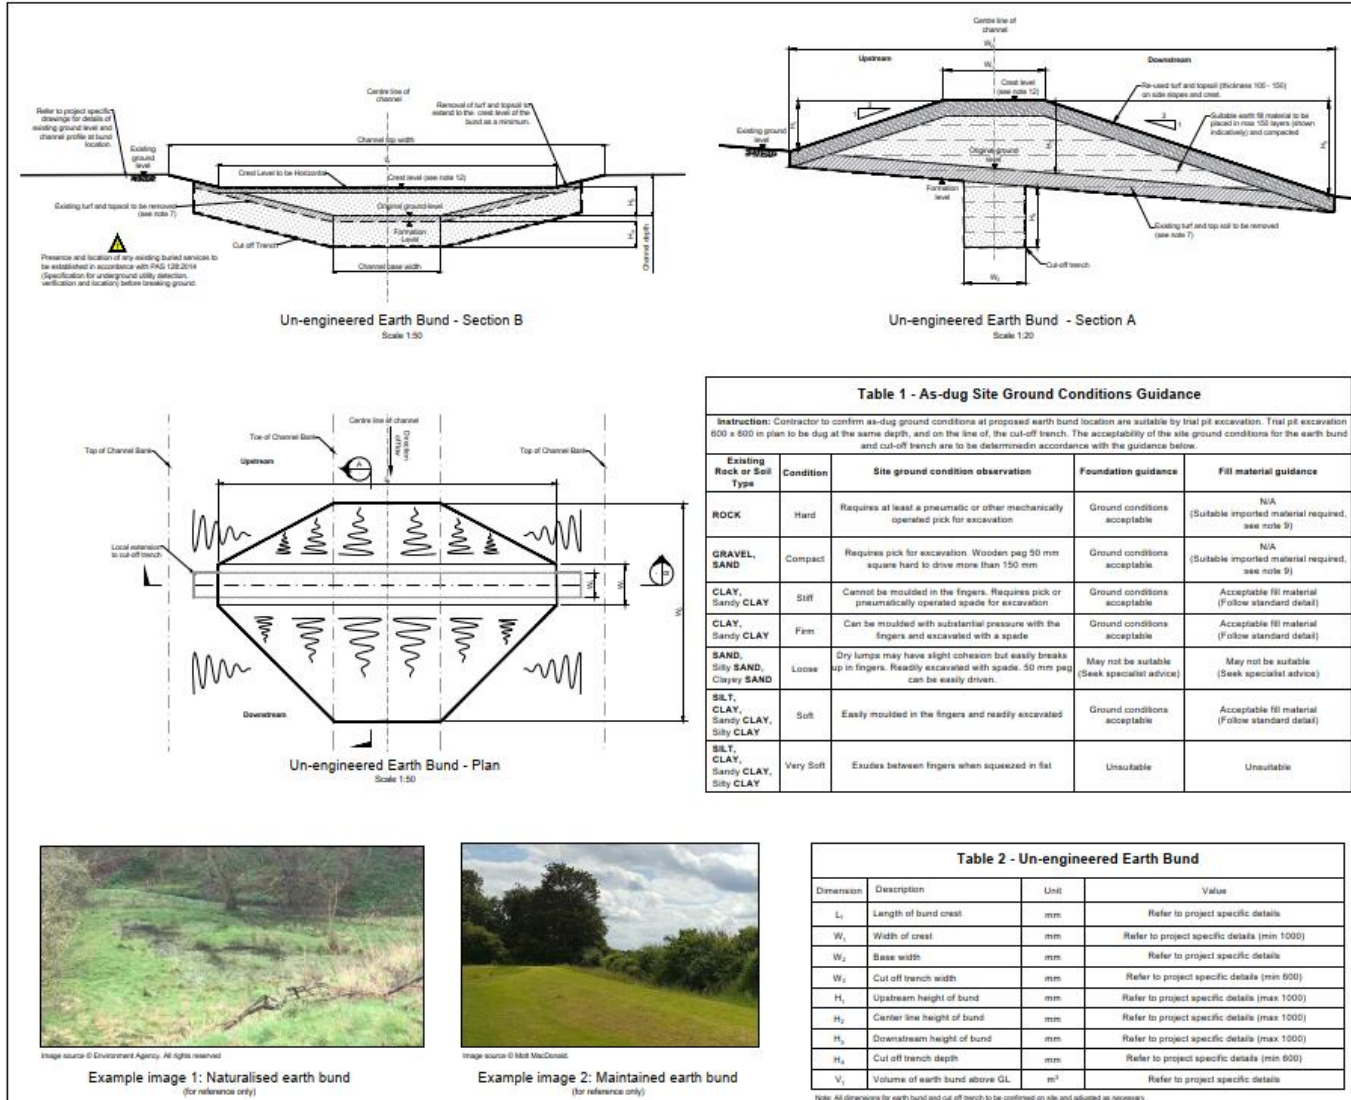 Centre line of
channel
Refer to project specific
drawings for details of
existing ground level and
channel profile at bund
location.
Existing
ground
level
Removal of turf and topsoil to
extend to the crest level of the
bund as a minimum.
Channel top width
L₁
Crest Level to be Horizontal
Crest level (see note 12)
Existing turf and topsoil to be removed
(see note 7)
Original ground level
Formation
Level
Cut off Trench
Channel base width
Channel depth
Presence and location of any existing buried services to
be established in accordance with PAS 128:2014
(Specification for underground utility detection,
verification and location) before breaking ground.
Un-engineered Earth Bund - Section B
Scale 1:50
Centre line of
channel
W₂
Upstream
Downstream
W₁
Crest level
(see note 12)
Re-used turf and topsoil (thickness 100 - 150)
on side slopes and crest.
Suitable earth fill material to be
placed in max 150 layers (shown
indicatively) and compacted
Existing ground
level
Original ground
level
Formation
level
Existing turf and top soil to be removed
(see note 7)
Cut-off trench
W₃
Un-engineered Earth Bund - Section A
Scale 1:20
Centre line of channel
Toe of Channel Bank
Top of Channel Bank
Top of Channel Bank
Direction
of flow
Upstream
A
Local extension
to cut-off trench
B
Downstream
Un-engineered Earth Bund - Plan
Scale 1:50
Table 1 - As-dug Site Ground Conditions Guidance
Instruction: Contractor to confirm as-dug ground conditions at proposed earth bund location are suitable by trial pit excavation. Trial pit excavation
600 x 600 in plan to be dug at the same depth, and on the line of, the cut-off trench. The acceptability of the site ground conditions for the earth bund
and cut-off trench are to be determinedin accordance with the guidance below.
Existing Rock or Soil Type Condition Site ground condition observation Foundation guidance Fill material guidance
ROCK Hard Requires at least a pneumatic or other mechanically operated pick for excavation Ground conditions acceptable N/A (Suitable imported material required, see note 9)
GRAVEL, SAND Compact Requires pick for excavation. Wooden peg 50 mm square hard to drive more than 150 mm Ground conditions acceptable N/A (Suitable imported material required, see note 9)
CLAY, Sandy CLAY Stiff Cannot be moulded in the fingers. Requires pick or pneumatically operated spade for excavation Ground conditions acceptable Acceptable fill material (Follow standard detail)
CLAY, Sandy CLAY Firm Can be moulded with substantial pressure with the fingers and excavated with a spade Ground conditions acceptable Acceptable fill material (Follow standard detail)
SAND, Silty SAND, Clayey SAND Loose Dry lumps may have slight cohesion but easily breaks up in fingers. Readily excavated with spade. 50 mm peg can be easily driven. May not be suitable (Seek specialist advice) May not be suitable (Seek specialist advice)
SILT, CLAY, Sandy CLAY, Silty CLAY Soft Easily moulded in the fingers and readily excavated Ground conditions acceptable Acceptable fill material (Follow standard detail)
SILT, CLAY, Sandy CLAY, Silty CLAY Very Soft Exudes between fingers when squeezed in fist Unsuitable Unsuitable
Image source © Environment Agency. All rights reserved
Example image 1: Naturalised earth bund
(for reference only)
Image source © Mott MacDonald.
Example image 2: Maintained earth bund
(for reference only)
Table 2 - Un-engineered Earth Bund
Dimension Description Unit Value
L₁ Length of bund crest mm Refer to project specific details
W₁ Width of crest mm Refer to project specific details (min 1000)
W₂ Base width mm Refer to project specific details
W₃ Cut off trench width mm Refer to project specific details (min 600)
H₁ Upstream height of bund mm Refer to project specific details (max 1000)
H₂ Center line height of bund mm Refer to project specific details (max 1000)
H₃ Downstream height of bund mm Refer to project specific details (max 1000)
H₄ Cut off trench depth mm Refer to project specific details (min 600)
V₁ Volume of earth bund above GL m³ Refer to project specific details
Note: All dimensions for earth bund and cut off trench to be confirmed on site and adjusted as necessary.